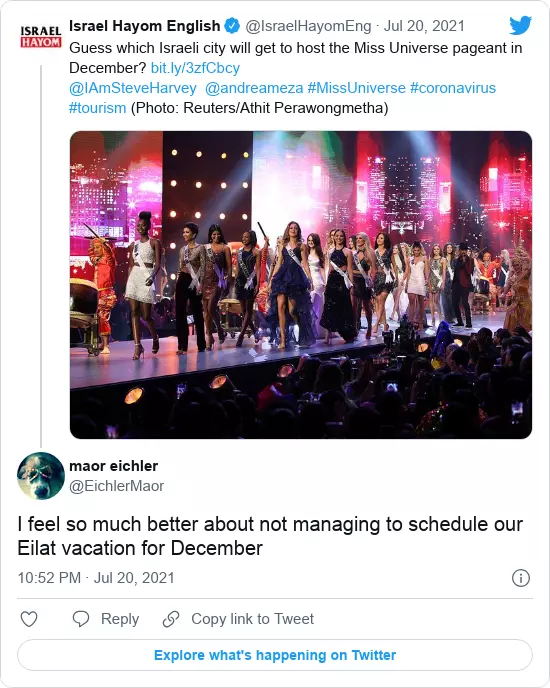 ISRAEL
HAYOM
Israel Hayom English @IsraelHayomEng · Jul 20, 2021
Guess which Israeli city will get to host the Miss Universe pageant in
December? bit.ly/3zfCbcy
@IAmSteveHarvey @andreameza #MissUniverse #coronavirus
#tourism (Photo: Reuters/Athit Perawongmetha)
maor eichler
@EichlerMaor
I feel so much better about not managing to schedule our
Eilat vacation for December
10:52 PM · Jul 20, 2021
Reply
Copy link to Tweet
Explore what's happening on Twitter